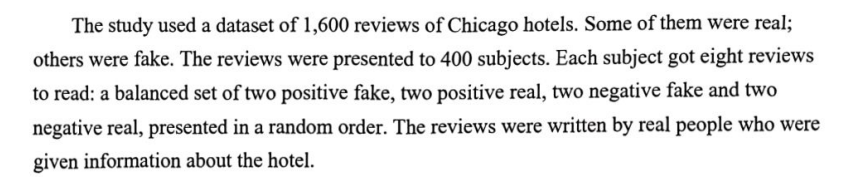 The study used a dataset of 1,600 reviews of Chicago hotels. Some of them were real;
others were fake. The reviews were presented to 400 subjects. Each subject got eight reviews
to read: a balanced set of two positive fake, two positive real, two negative fake and two
negative real, presented in a random order. The reviews were written by real people who were
given information about the hotel.